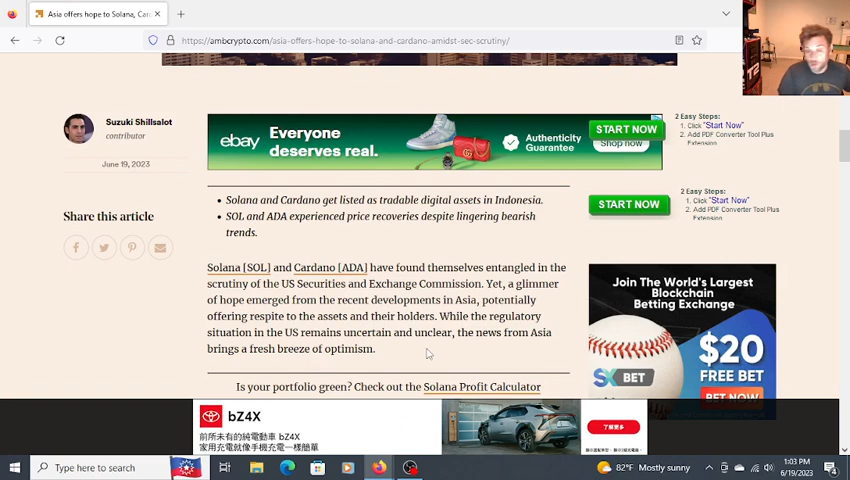 Asia offers hope to Solana, Car
https://ambcrypto.com/asia-offers-hope-to-solana-and-cardano-amidst-sec-scrutiny/
Suzuki Shillsalot
contributor
June 19, 2023
Share this article
ebay
Everyone
deserves real.
Authenticity
Guarantee
Shop now
START NOW
2 Easy Steps:
1. Click "Start Now"
2. Add PDF Converter Tool Plus
Extension
START NOW
2 Easy Steps:
1. Click "Start Now"
2. Add PDF Converter Tool Plus
Extension
• Solana and Cardano get listed as tradable digital assets in Indonesia.
• SOL and ADA experienced price recoveries despite lingering bearish
trends.
Solana [SOL] and Cardano [ADA] have found themselves entangled in the
scrutiny of the US Securities and Exchange Commission. Yet, a glimmer
of hope emerged from the recent developments in Asia, potentially
offering respite to the assets and their holders. While the regulatory
situation in the US remains uncertain and unclear, the news from Asia
brings a fresh breeze of optimism.
Is your portfolio green? Check out the Solana Profit Calculator
JOIN THE WORLD'S LARGEST
BLOCKCHAIN
BETTING EXCHANGE
$20
FREE BET
SX BET
BET NOW
TOYOTA
bZ4X
前所未有的純電動車 bZ4X
家用充電就像手機充電一樣簡單
了解更多
Type here to search
82°F Mostly sunny
1:03 PM
6/19/2023
4